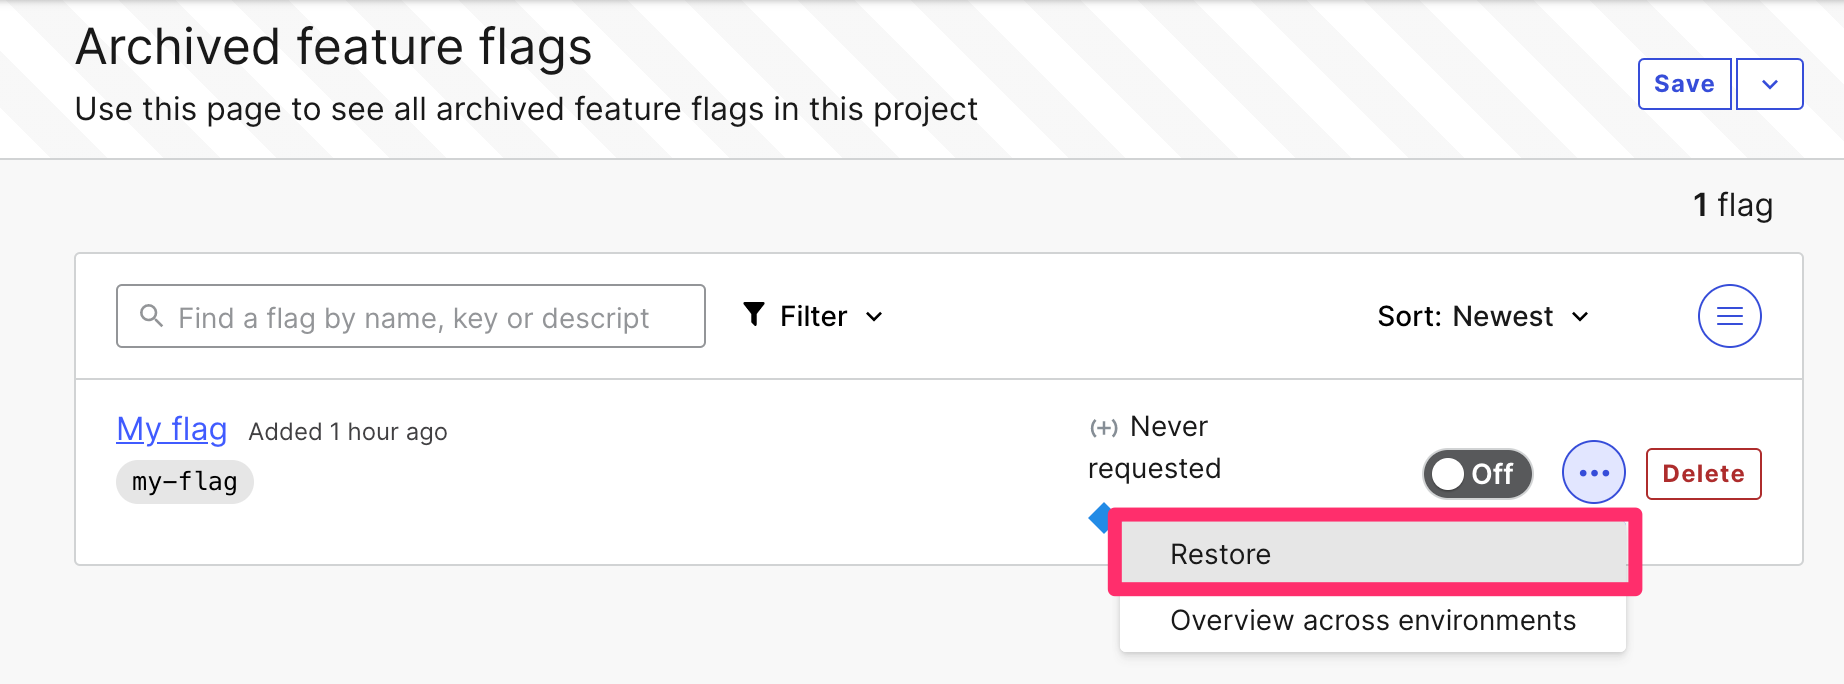 Archived feature flags
Use this page to see all archived feature flags in this project
Save
1 flag
Find a flag by name, key or descript
Filter
Sort: Newest
My flag Added 1 hour ago
my-flag
(+) Never
requested
Off
Delete
Restore
Overview across environments